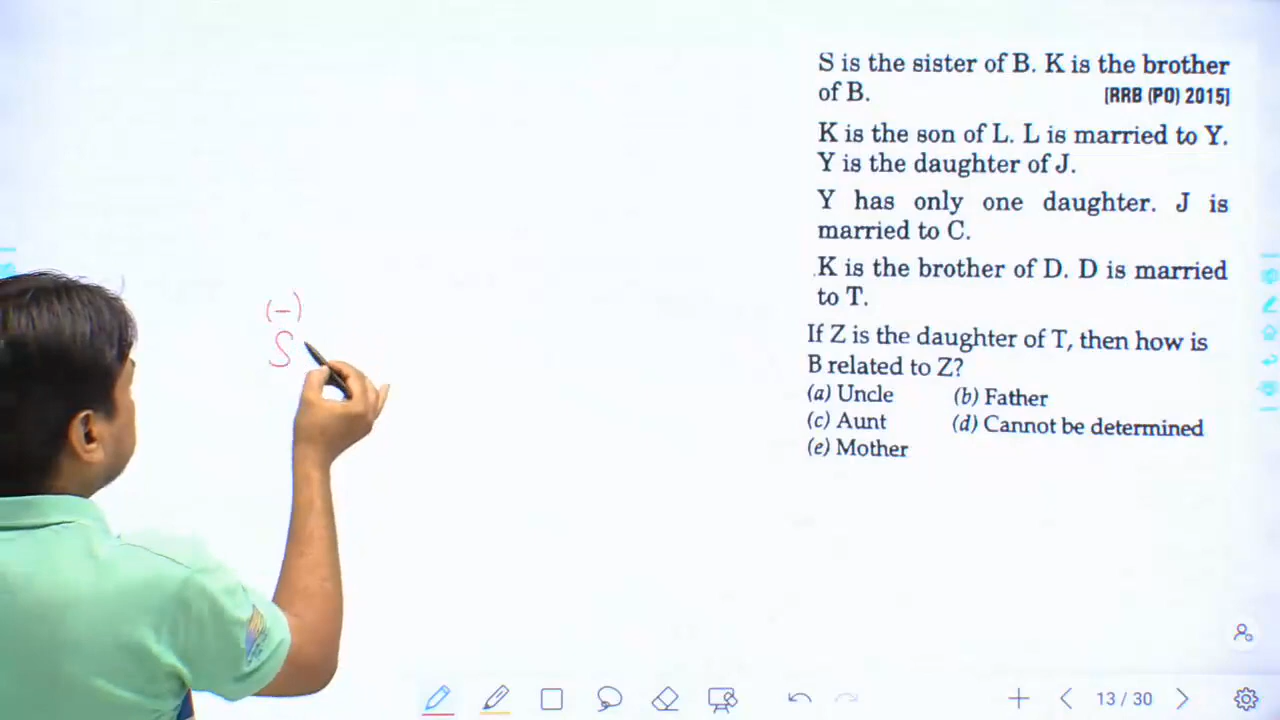 S is the sister of B. K is the brother
of B. [RRB (PO) 2015]
K is the son of L. L is married to Y.
Y is the daughter of J.
Y has only one daughter. J is
married to C.
K is the brother of D. D is married
to T.
If Z is the daughter of T, then how is
B related to Z?
(a) Uncle (b) Father
(c) Aunt (d) Cannot be determined
(e) Mother
(-)
S
13 / 30